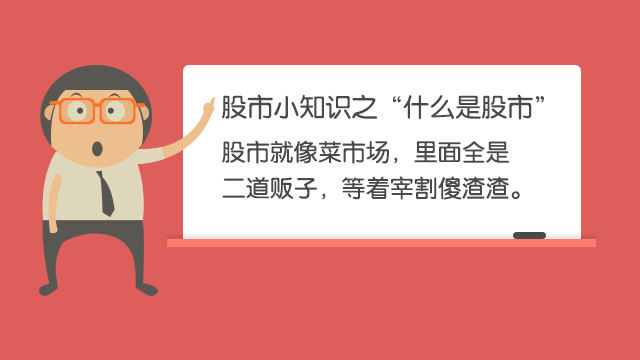 股市小知识之“什么是股市”
股市就像菜市场，里面全是
二道贩子，等着宰割傻渣渣。